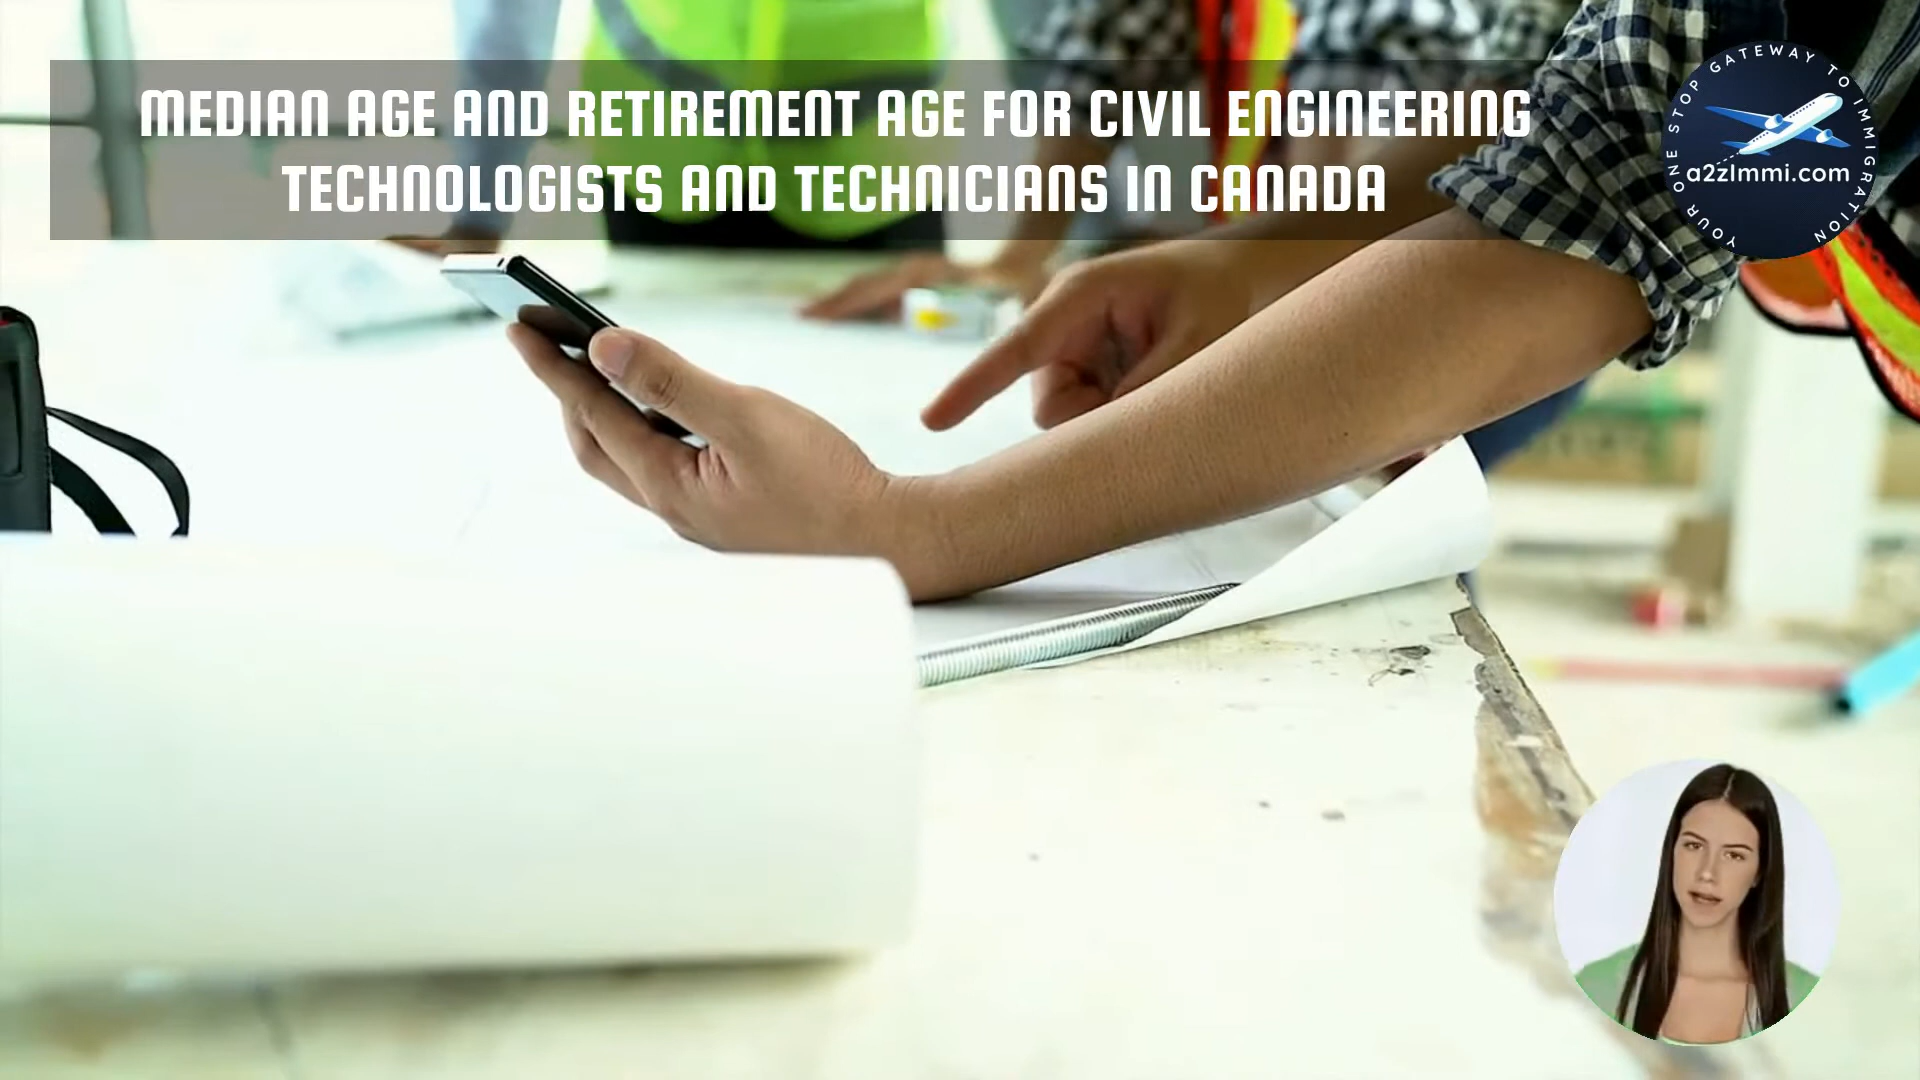 MEDIAN AGE AND RETIREMENT AGE FOR CIVIL ENGINEERING
TECHNOLOGISTS AND TECHNICIANS IN CANADA
YOUR ONE STOP GATEWAY TO IMMIGRATION
a2zImmi.com